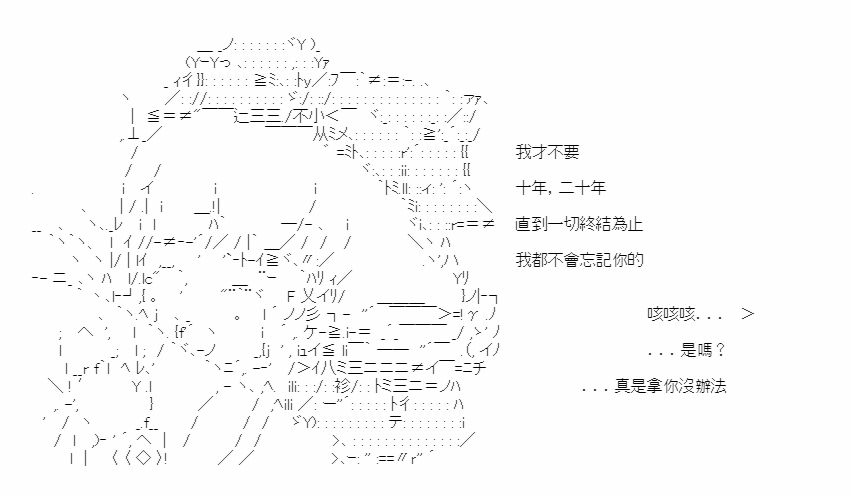 我才不要
十年，二十年
直到一切終結為止
我都不會忘記你的
咳咳咳．．． ＞
．．．是嗎？
．．．真是拿你沒辦法